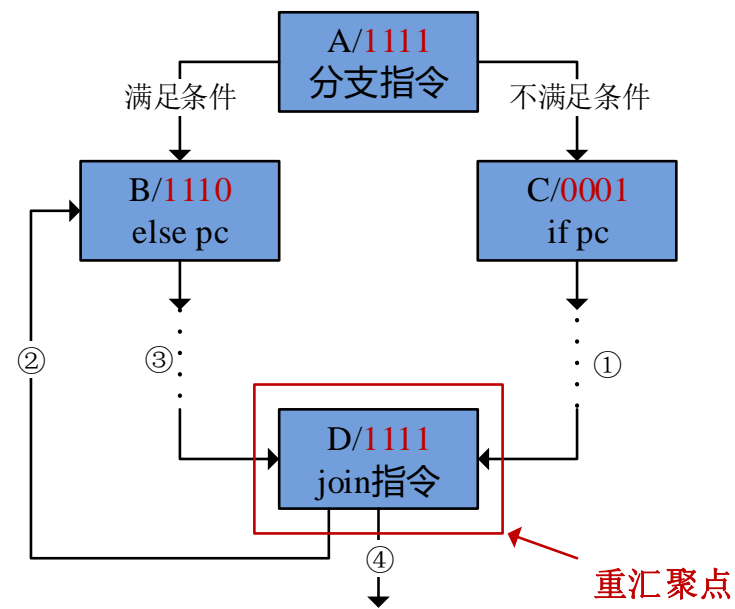 A/1111
分支指令
满足条件
不满足条件
B/1110
else pc
C/0001
if pc
②
③
①
D/1111
join指令
④
重汇聚点